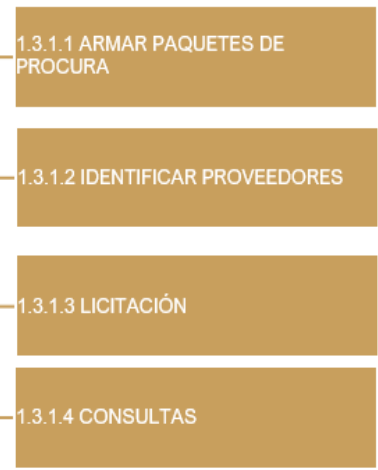 1.3.1.1 ARMAR PAQUETES DE
PROCURA
1.3.1.2 IDENTIFICAR PROVEEDORES
1.3.1.3 LICITACIÓN
1.3.1.4 CONSULTAS